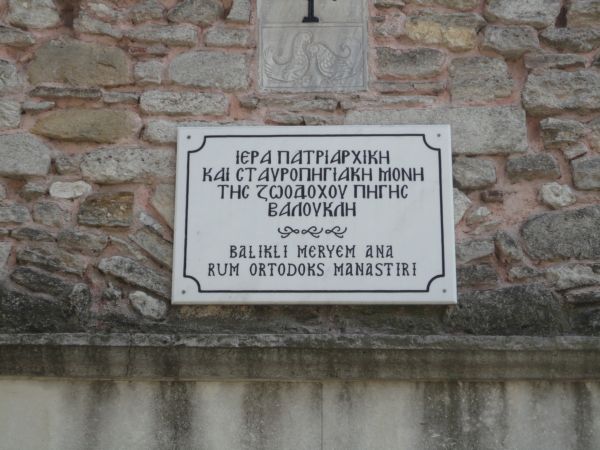 ΙΕΡΑ ΠΑΤΡΙΑΡΧΙΚΗ
ΚΑΙ ΣΤΑΥΡΟΠΗΓΙΑΚΗ ΜΟΝΗ
ΤΗΣ ΖΩΟΔΟΧΟΥ ΠΗΓΗΣ
ΒΑΛΟΥΚΛΗ
BALIKLI MERYEM ANA
RUM ORTODOKS MANASTIRI